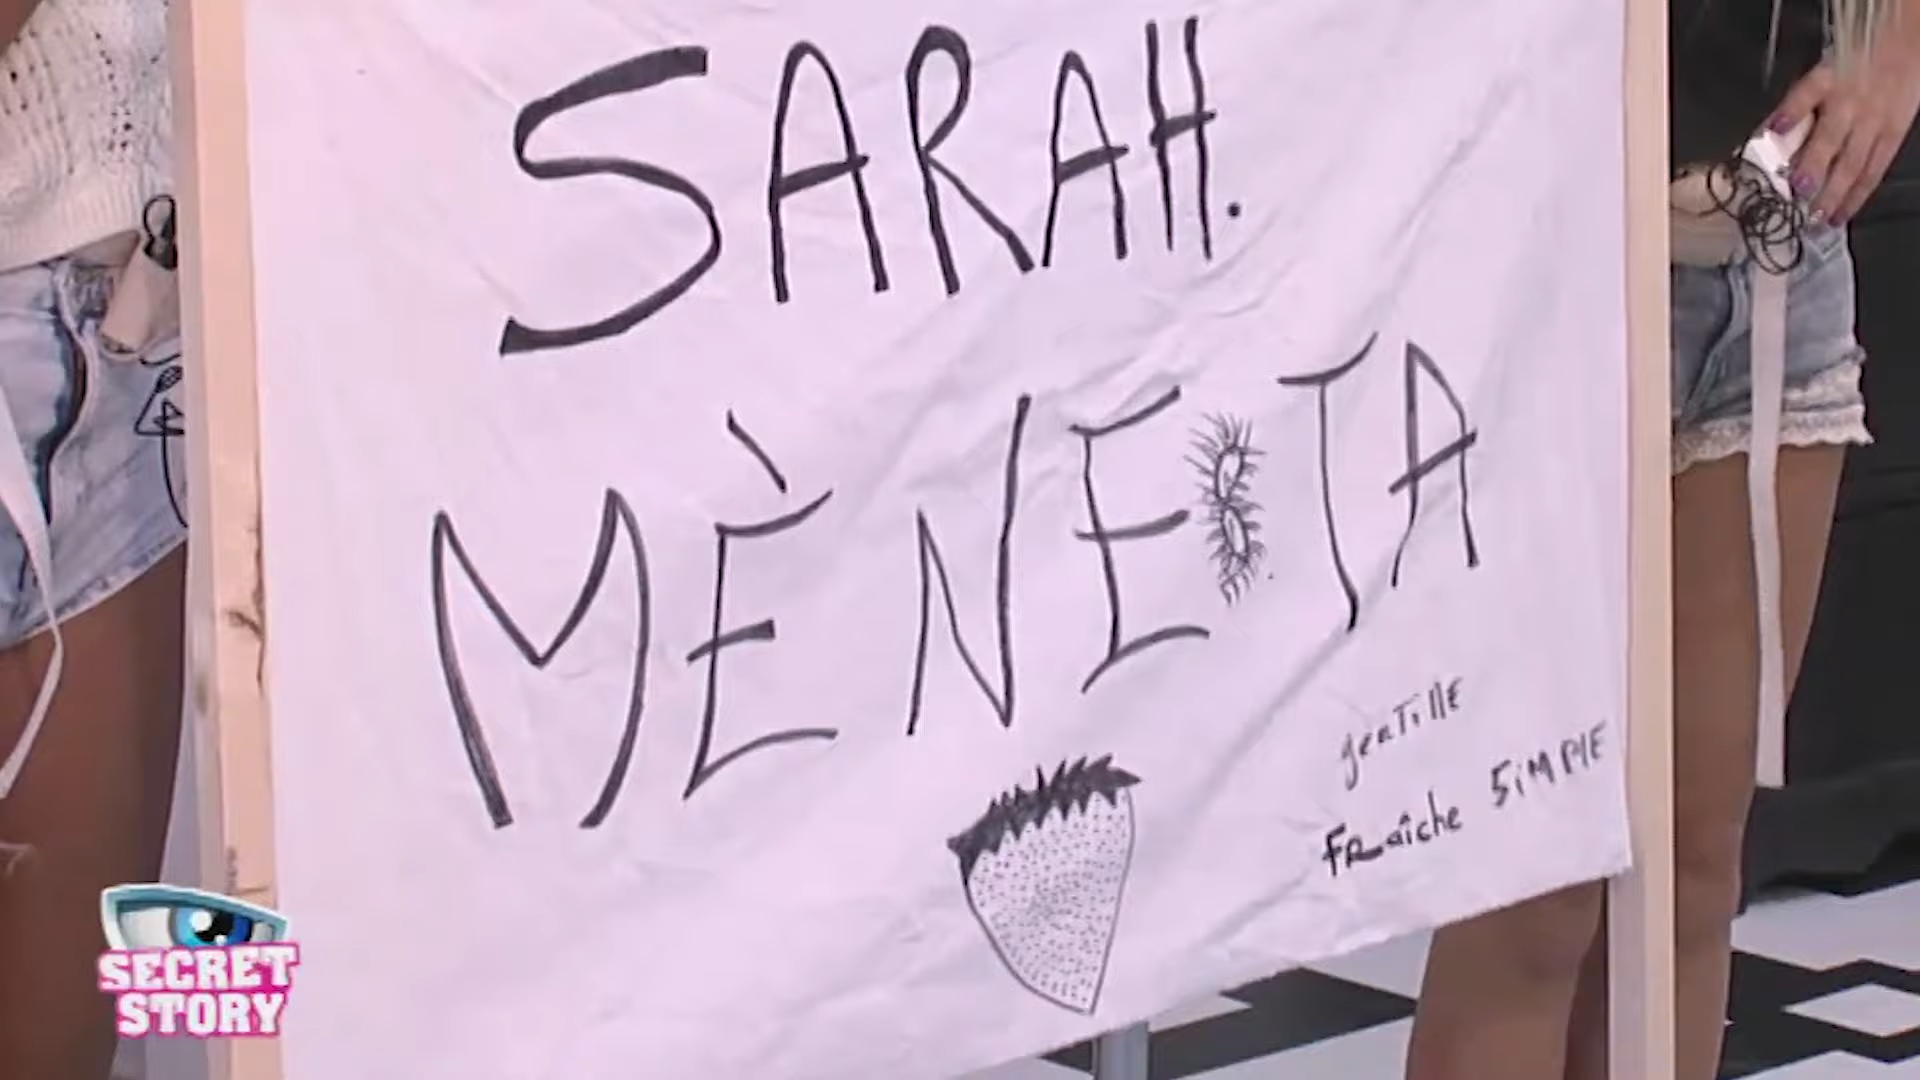 SARAH.
MÈNE TA
genTillE
FRaîche SiMPlE
SECRET
STORY